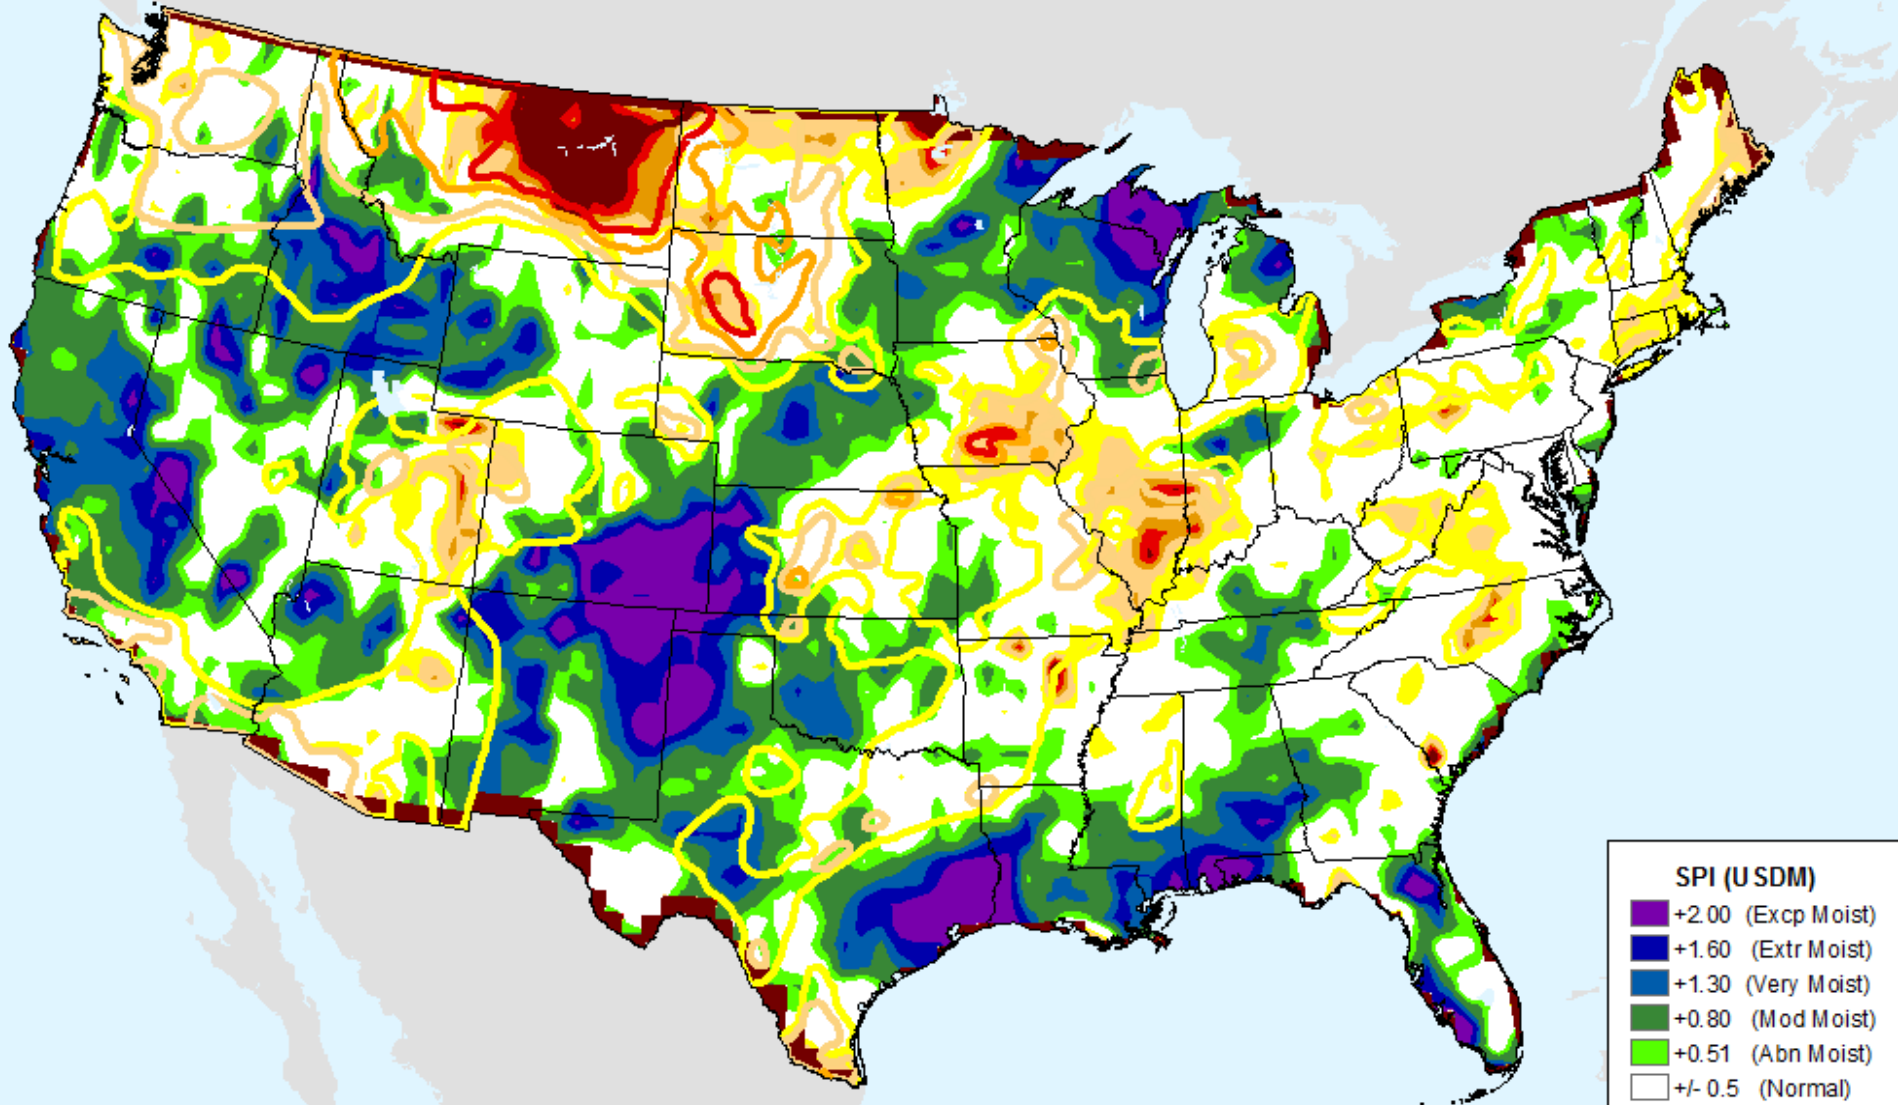 SPI (USDM)
+2.00 (Excp Moist)
+1.60 (Extr Moist)
+1.30 (Very Moist)
+0.80 (Mod Moist)
+0.51 (Abn Moist)
+/- 0.5 (Normal)